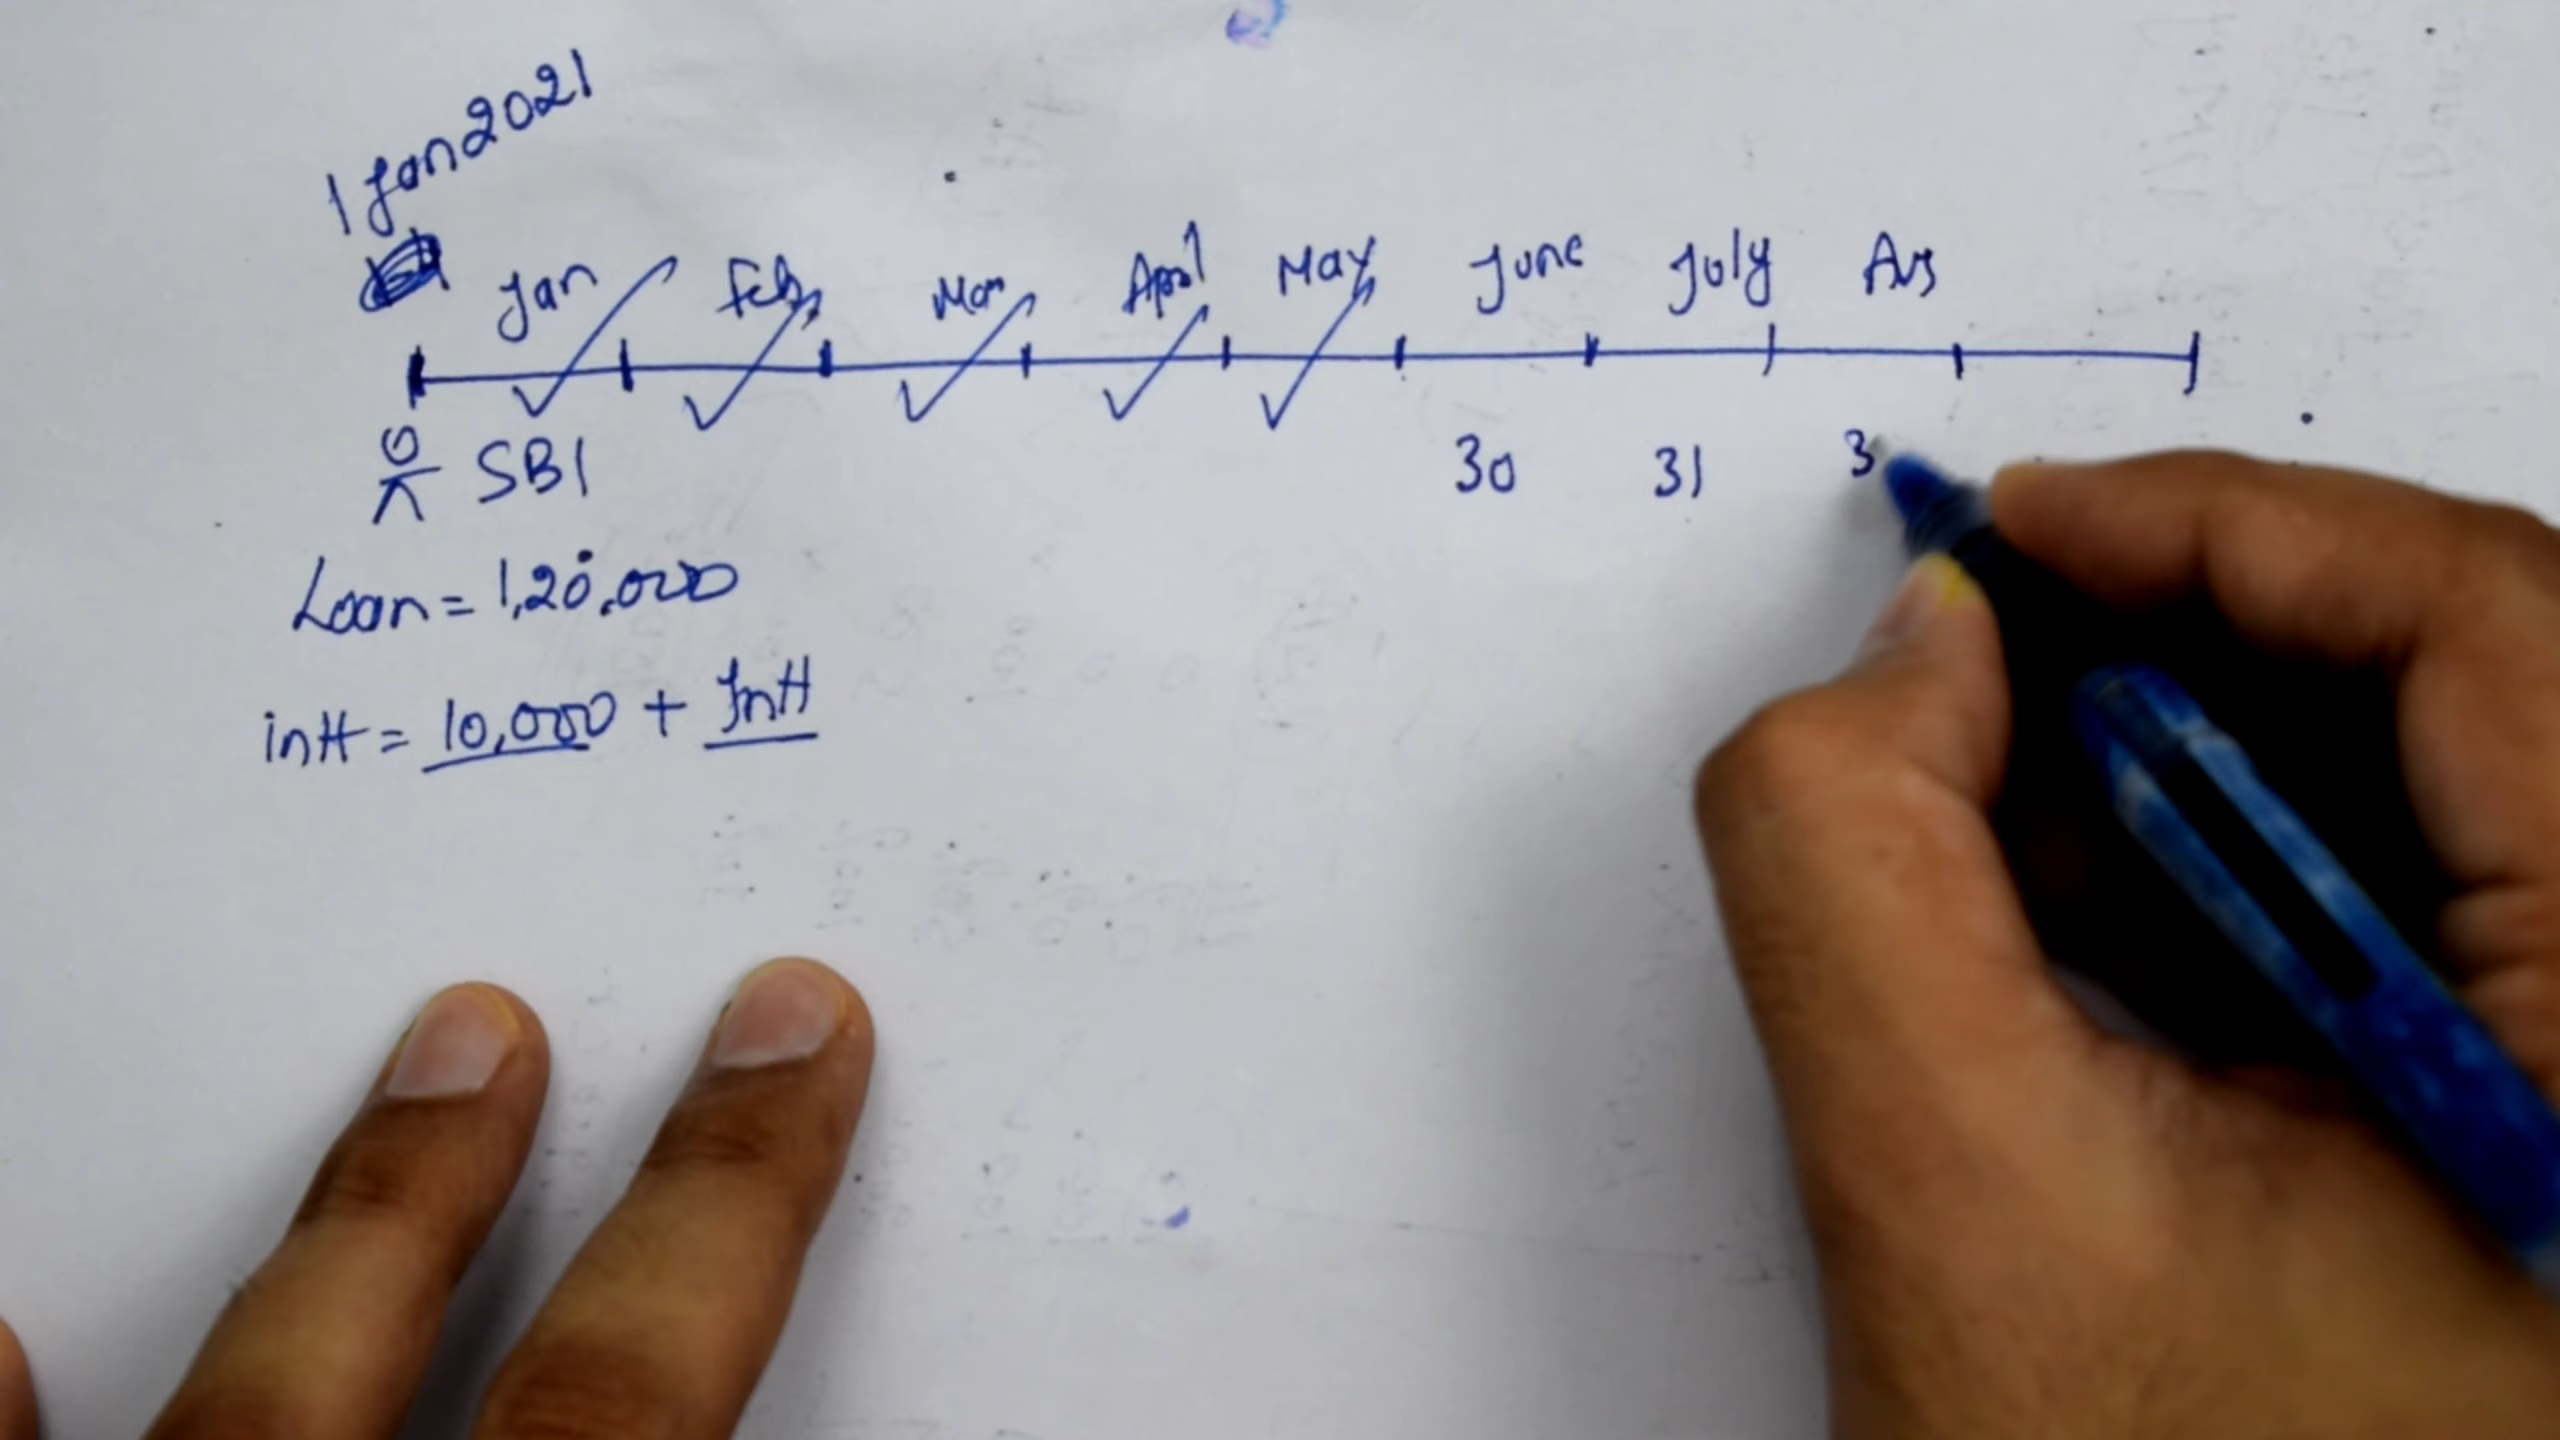 1 Jan 2021
Jan Feb Mar April May June July Aug
SBI 30 31 3
Loan = 1,20,000
intt = 10,000 + Intt